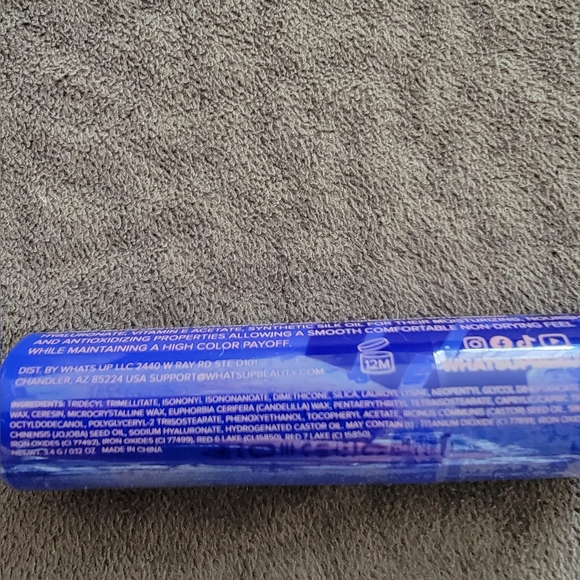 HYALURONATE, VITAMIN E ACETATE, SYNTHETIC SILK OIL FOR THEIR MOISTURIZING,
AND ANTIOXIDIZING PROPERTIES ALLOWING A SMOOTH COMFORTABLE NON-DRYING FEEL
WHILE MAINTAINING A HIGH COLOR PAYOFF.
DIST. BY WHATS UP LLC 2440 W RAY RD STE D101
CHANDLER, AZ 85224 USA SUPPORT@WHATSUPBEAUTY.COM
12M
INGREDIENTS: TRIDECYL TRIMELLITATE, ISONONYL ISONONANOATE, DIMETHICONE, SILICA,
WAX, CERESIN, MICROCRYSTALLINE WAX, EUPHORBIA CERIFERA (CANDELILLA) WAX, PENTAERYTHRITYL
OCTYLDODECANOL, POLYGLYCERYL-2 TRIISOSTEARATE, PHENOXYETHANOL, TOCOPHERYL ACETATE, RICINUS COMMUNIS
CHINENSIS (JOJOBA) SEED OIL, SODIUM HYALURONATE, HYDROGENATED CASTOR OIL, MAY CONTAIN [+/-] TITANIUM DIOXIDE
IRON OXIDES (CI 77492), IRON OXIDES (CI 77499), RED 6 LAKE (CI 15850), RED 7 LAKE (CI 15850).
NET WT. 3.4 G / 0.12 OZ MADE IN CHINA